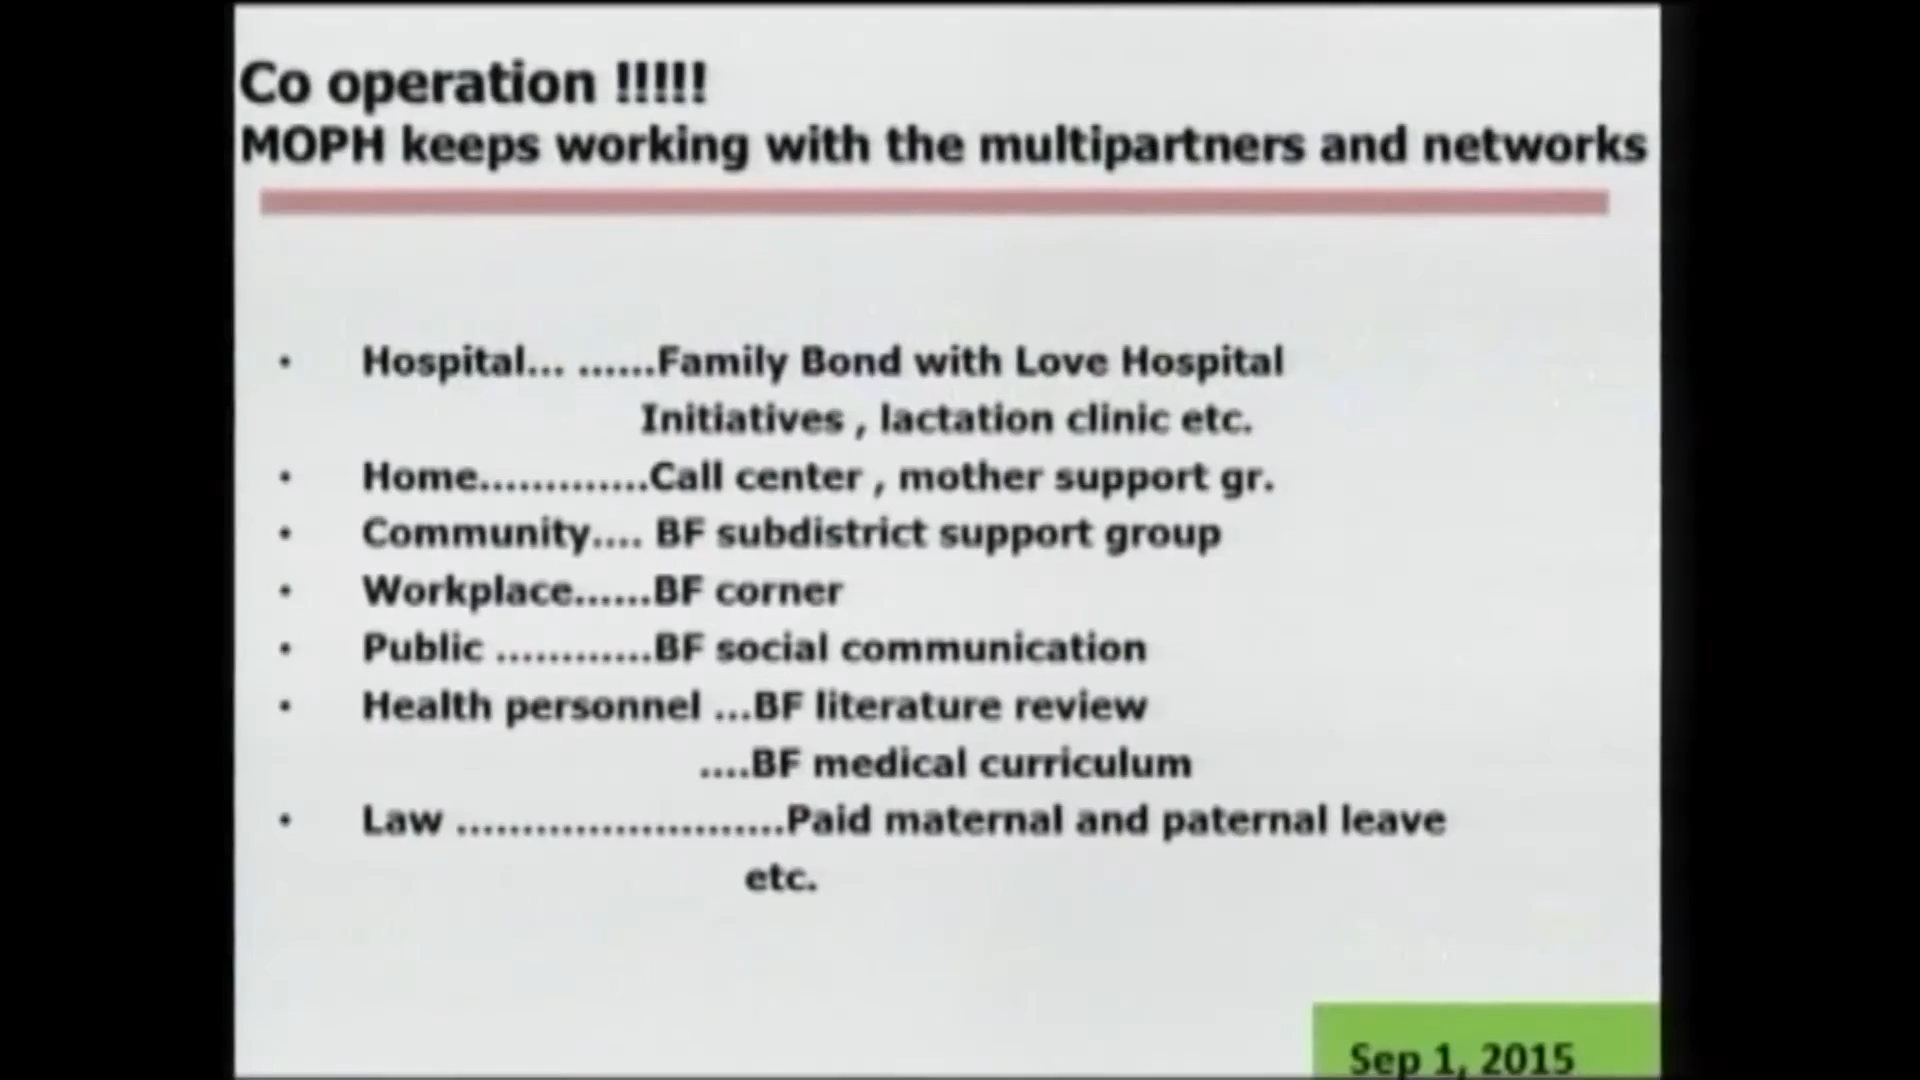 Co operation !!!!!
MOPH keeps working with the multipartners and networks
• Hospital... ......Family Bond with Love Hospital
Initiatives , lactation clinic etc.
• Home.............Call center , mother support gr.
• Community.... BF subdistrict support group
• Workplace......BF corner
• Public ............BF social communication
• Health personnel ...BF literature review
....BF medical curriculum
• Law .........................Paid maternal and paternal leave
etc.
Sep 1, 2015